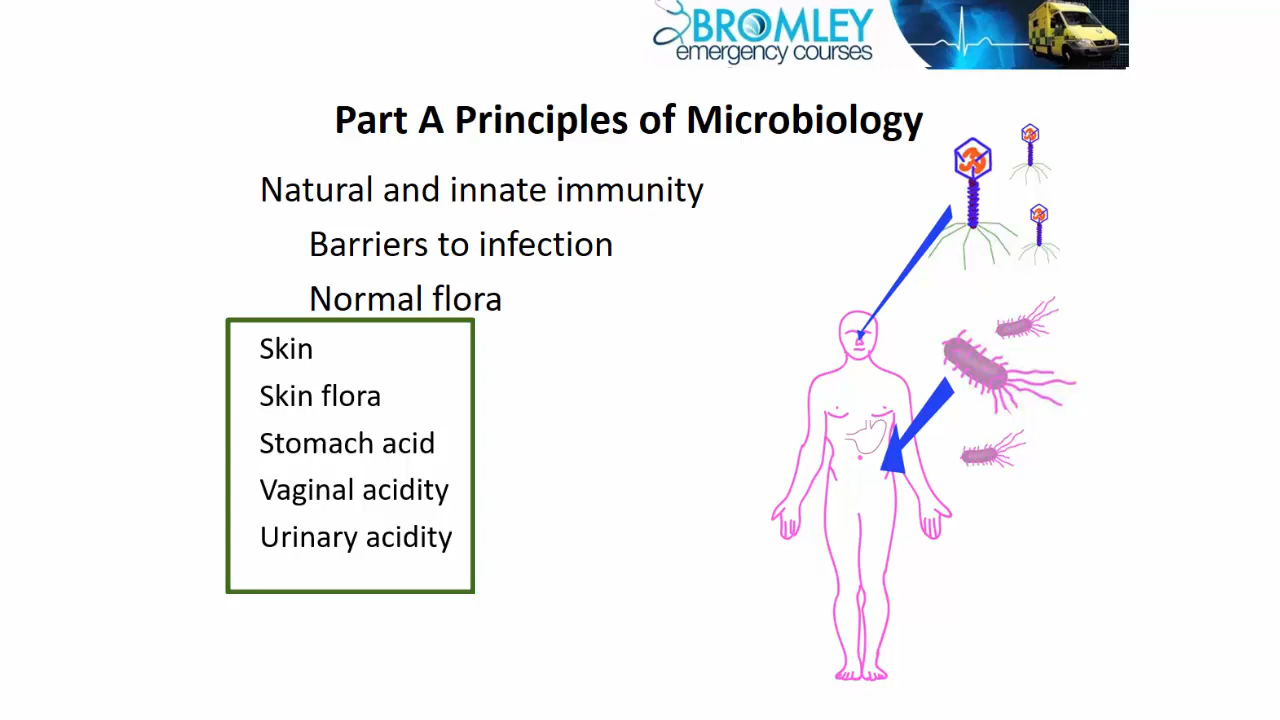 BROMLEY
emergency courses
Part A Principles of Microbiology
Natural and innate immunity
Barriers to infection
Normal flora
Skin
Skin flora
Stomach acid
Vaginal acidity
Urinary acidity